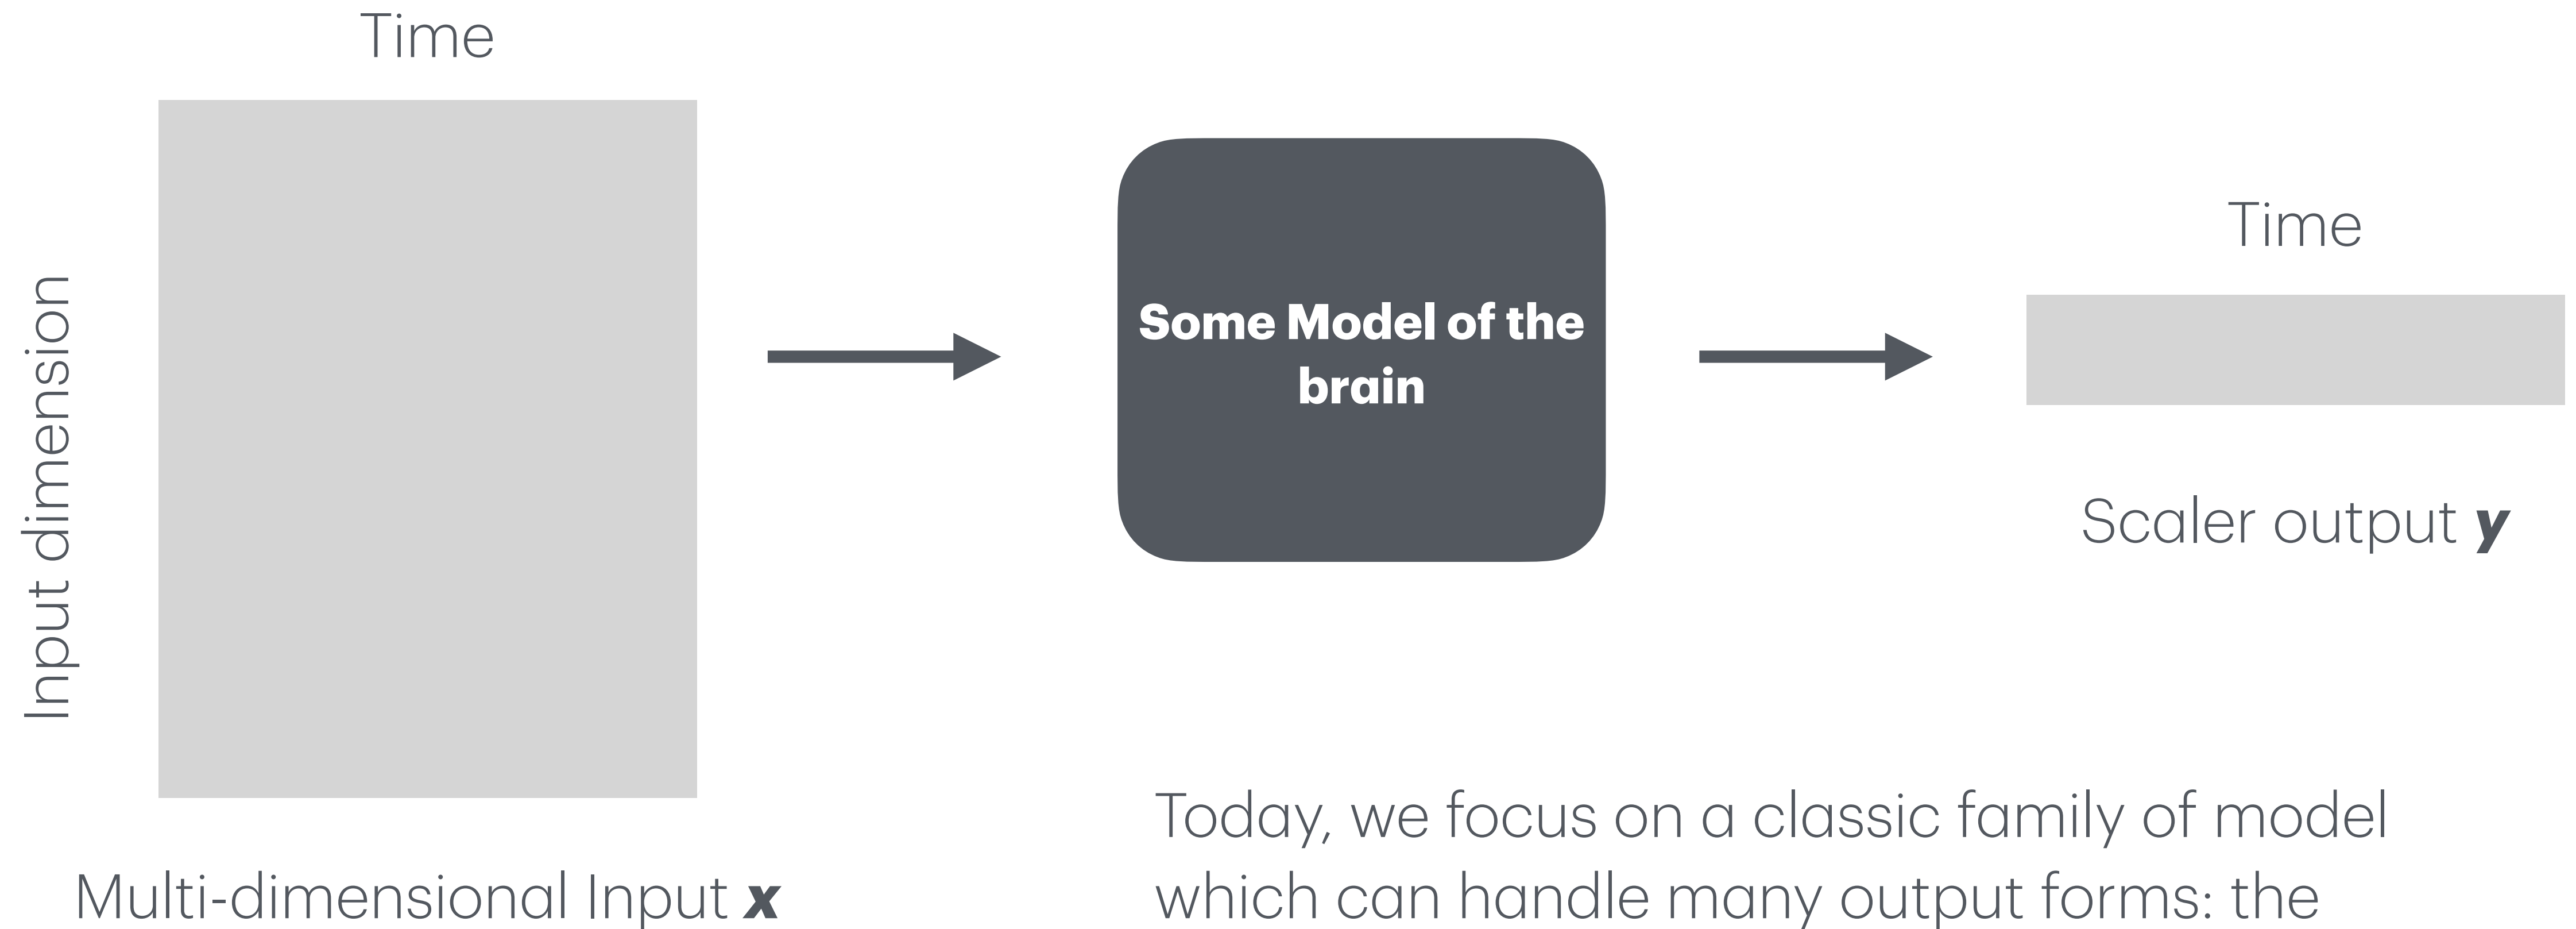 Time
Input dimension
Multi-dimensional Input x
Some Model of the
brain
Time
Scaler output y
Today, we focus on a classic family of model
which can handle many output forms: the